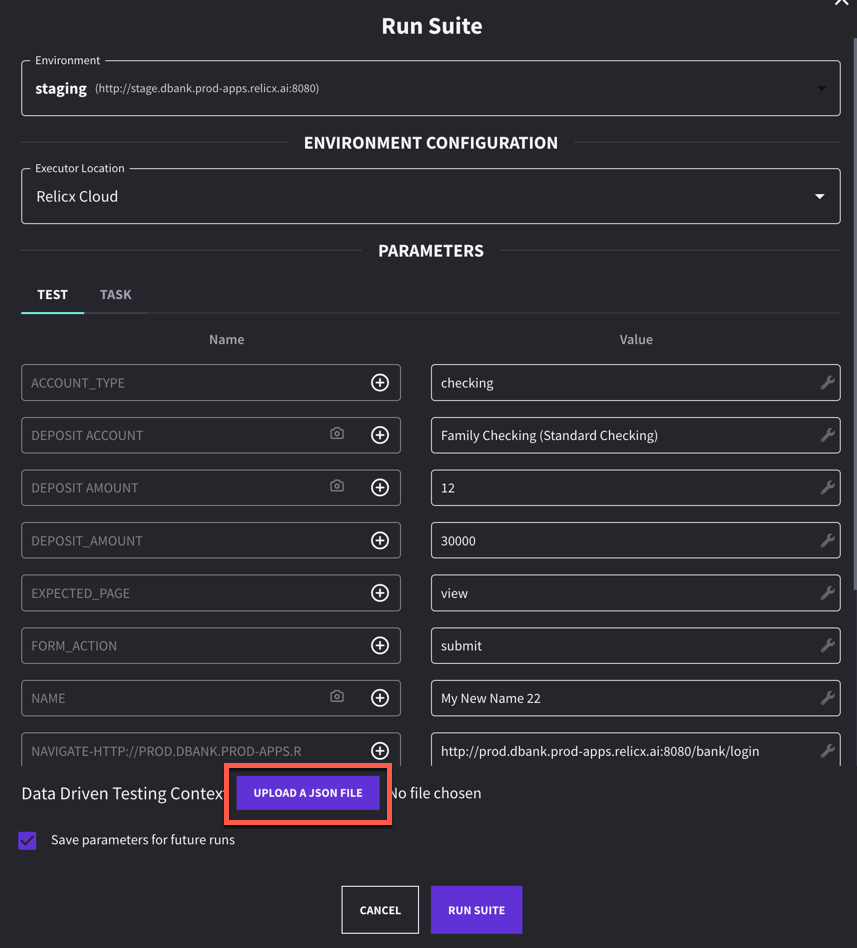 Run Suite
Environment
staging (http://stage.dbank.prod-apps.relicx.ai:8080)
ENVIRONMENT CONFIGURATION
Executor Location
Relicx Cloud
PARAMETERS
TEST TASK
Name Value
ACCOUNT_TYPE checking
DEPOSIT ACCOUNT Family Checking (Standard Checking)
DEPOSIT AMOUNT 12
DEPOSIT_AMOUNT 30000
EXPECTED_PAGE view
FORM_ACTION submit
NAME My New Name 22
NAVIGATE-HTTP://PROD.DBANK.PROD-APPS.R http://prod.dbank.prod-apps.relicx.ai:8080/bank/login
Data Driven Testing Context UPLOAD A JSON FILE No file chosen
Save parameters for future runs
CANCEL RUN SUITE